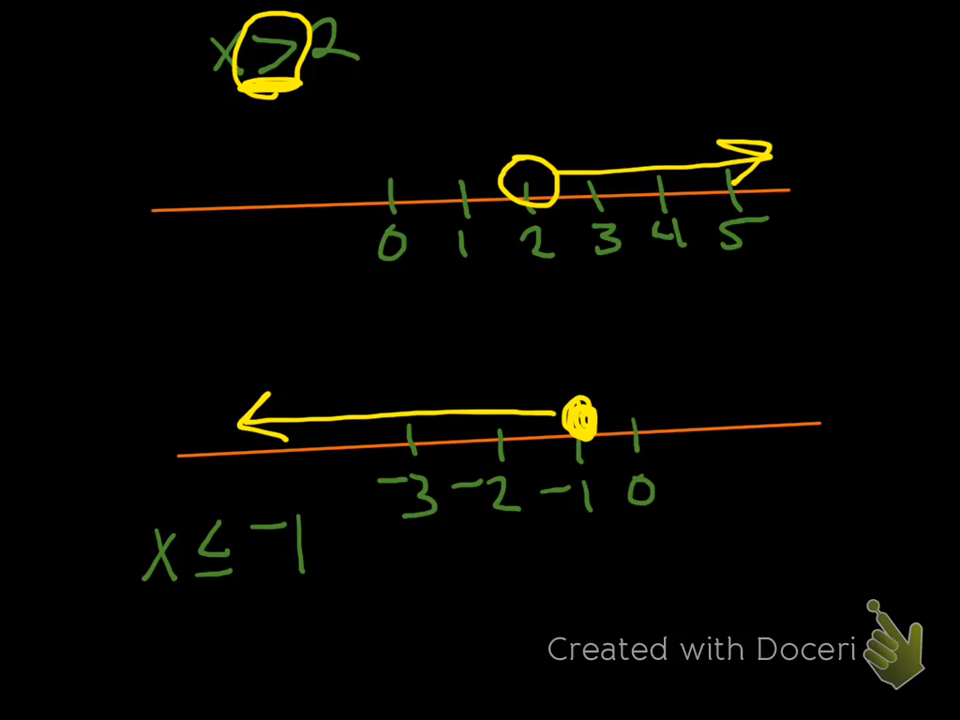 x > 2
0 1 2 3 4 5
-3 -2 -1 0
x ≤ -1
Created with Doceri